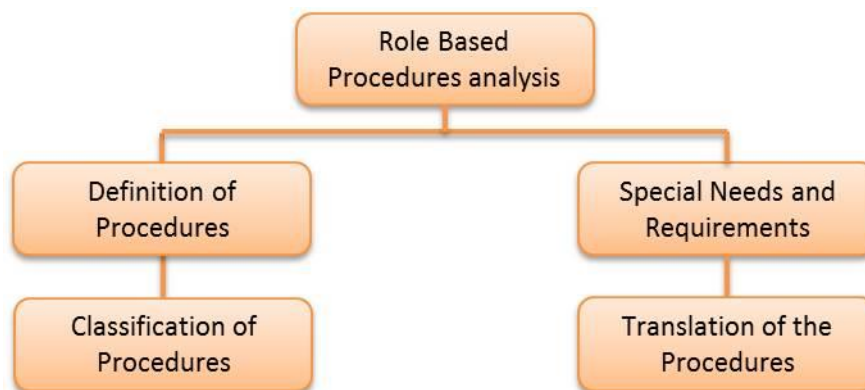 Role Based
Procedures analysis
Definition of
Procedures
Special Needs and
Requirements
Classification of
Procedures
Translation of the
Procedures